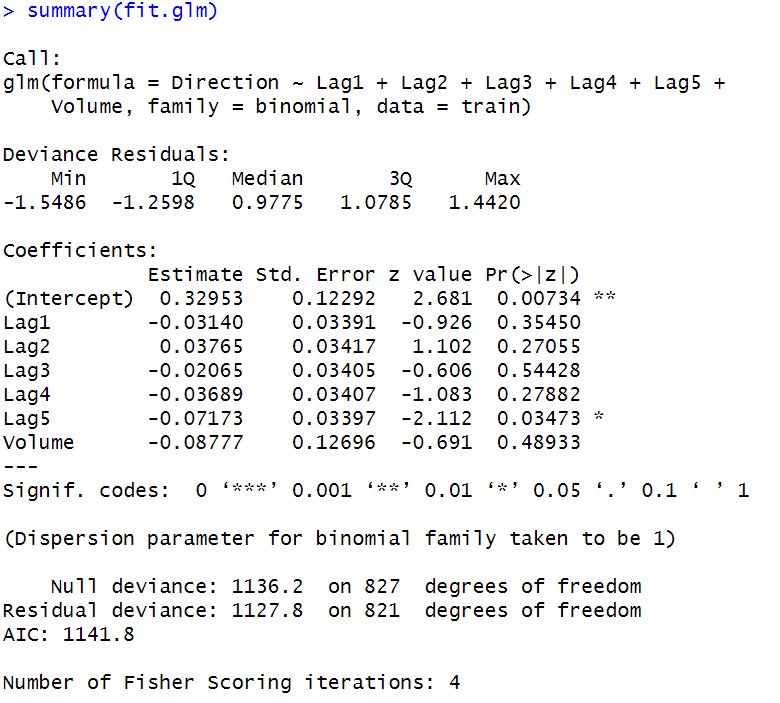 > summary(fit.glm)
Call:
glm(formula = Direction ~ Lag1 + Lag2 + Lag3 + Lag4 + Lag5 +
    Volume, family = binomial, data = train)
Deviance Residuals:
    Min       1Q   Median       3Q      Max
-1.5486  -1.2598   0.9775   1.0785   1.4420
Coefficients:
            Estimate Std. Error z value Pr(>|z|)
(Intercept)  0.32953    0.12292   2.681  0.00734 **
Lag1        -0.03140    0.03391  -0.926  0.35450
Lag2         0.03765    0.03417   1.102  0.27055
Lag3        -0.02065    0.03405  -0.606  0.54428
Lag4        -0.03689    0.03407  -1.083  0.27882
Lag5        -0.07173    0.03397  -2.112  0.03473 *
Volume      -0.08777    0.12696  -0.691  0.48933
---
Signif. codes:  0 ‘***’ 0.001 ‘**’ 0.01 ‘*’ 0.05 ‘.’ 0.1 ‘ ’ 1
(Dispersion parameter for binomial family taken to be 1)
    Null deviance: 1136.2  on 827  degrees of freedom
Residual deviance: 1127.8  on 821  degrees of freedom
AIC: 1141.8
Number of Fisher Scoring iterations: 4